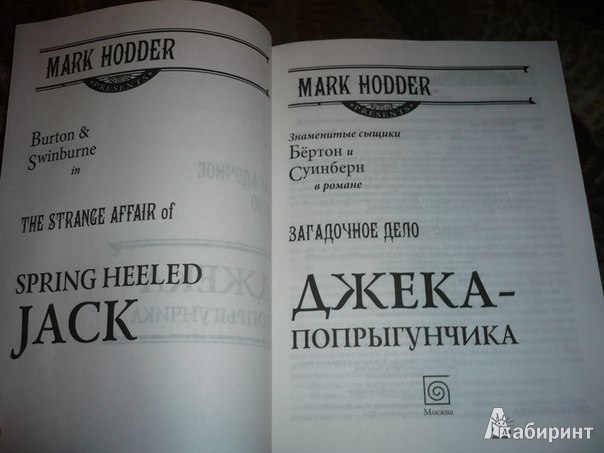 MARK HODDER
PRESENTS
Burton &
Swinburne
in
THE STRANGE AFFAIR of
SPRING HEELED
JACK
MARK HODDER
PRESENTS
Знаменитые сыщики
Бёртон и
Суинберн
в романе
ЗАГАДОЧНОЕ ДЕЛО
ДЖЕКА-
ПОПРЫГУНЧИКА
Москва
Лабиринт